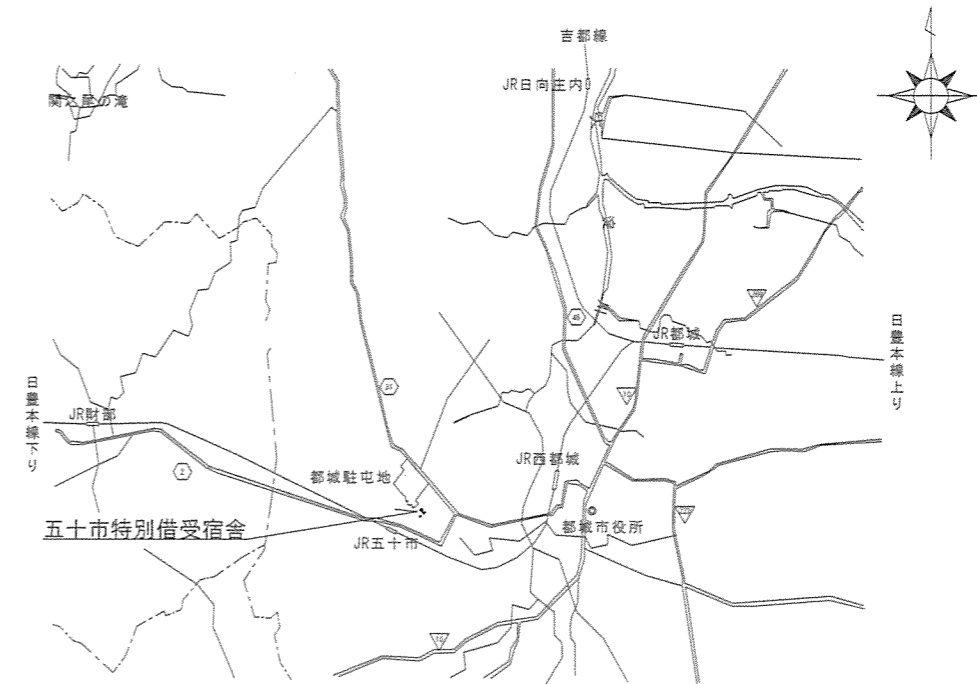 吉都線
JR日向庄内
関之尾の滝
日豊本線上り
JR都城
日豊本線下り
JR財部
10
2
JR西都城
都城駐屯地
都城市役所
五十市特別借受宿舎
JR五十市
10